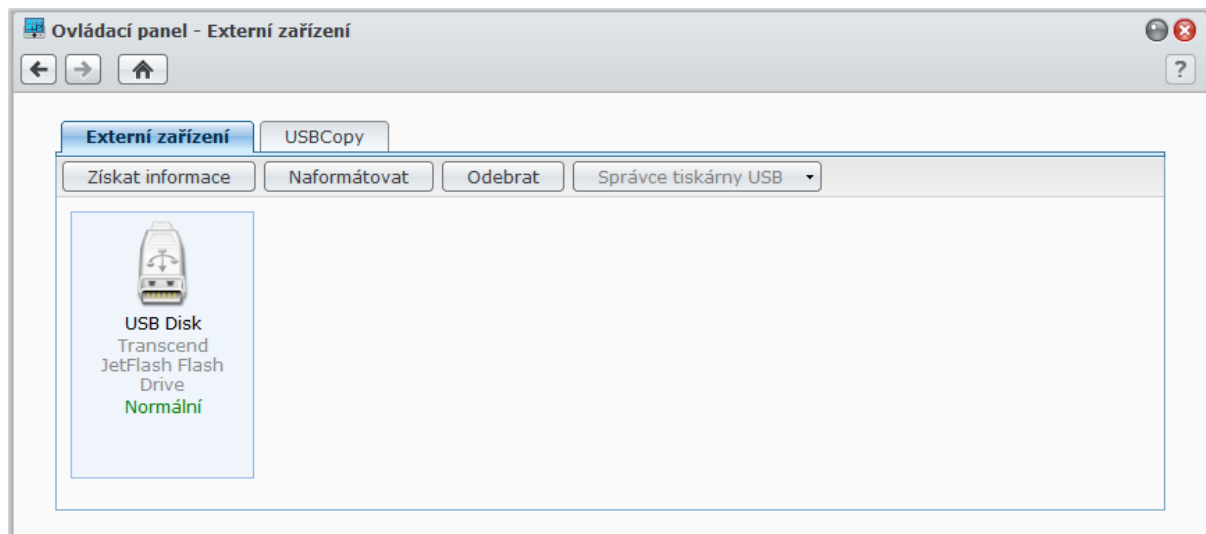 Ovládací panel - Externí zařízení
?
Externí zařízení USBCopy
Získat informace Naformátovat Odebrat Správce tiskárny USB
USB Disk
Transcend
JetFlash Flash
Drive
Normální